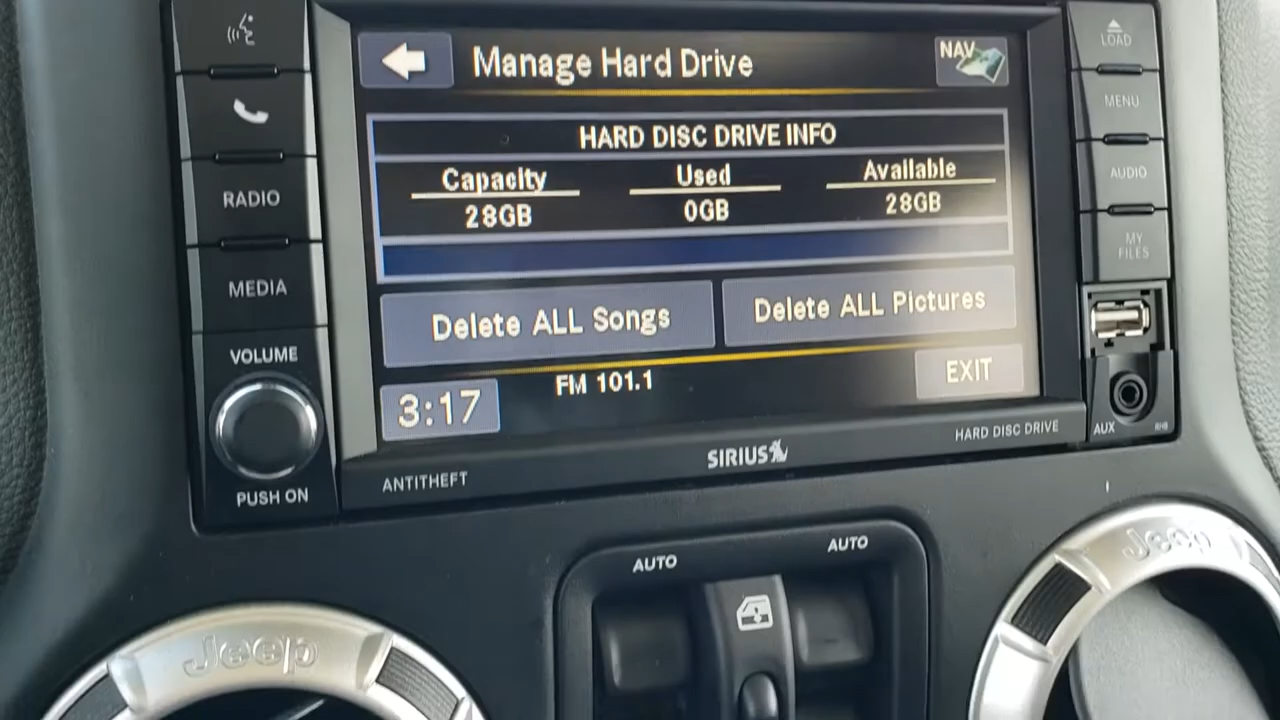 Manage Hard Drive
NAV
HARD DISC DRIVE INFO
Capacity Used Available
28GB 0GB 28GB
Delete ALL Songs Delete ALL Pictures
3:17 FM 101.1 EXIT
RADIO
MEDIA
VOLUME
PUSH ON
LOAD
MENU
AUDIO
MY
FILES
AUX
ANTITHEFT SIRIUS HARD DISC DRIVE
AUTO AUTO
Jeep
Jeep